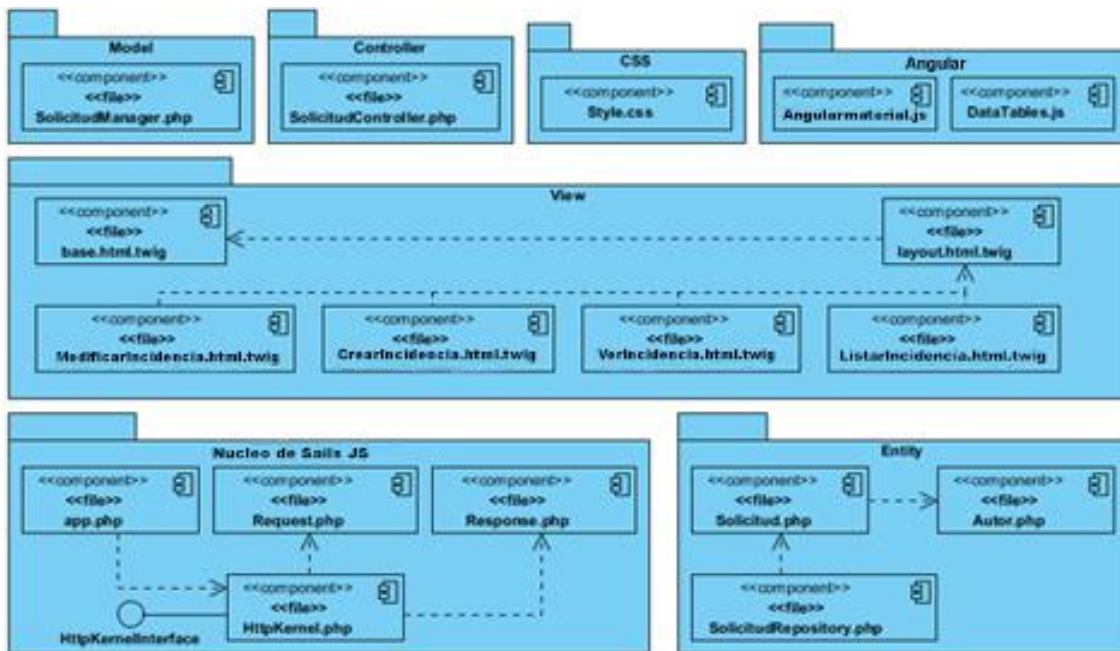 Model
<<component>>
<<file>>
SolicitudManager.php
Controller
<<component>>
<<file>>
SolicitudController.php
CSS
<<component>>
Style.css
Angular
<<component>>
Angularmaterial.js
<<component>>
DataTables.js
View
<<component>>
<<file>>
base.html.twig
<<component>>
<<file>>
layout.html.twig
<<component>>
<<file>>
ModificarIncidencia.html.twig
<<component>>
<<file>>
CrearIncidencia.html.twig
<<component>>
<<file>>
VerIncidencia.html.twig
<<component>>
<<file>>
ListarIncidencia.html.twig
Nucleo de Sails JS
<<component>>
<<file>>
app.php
<<component>>
<<file>>
Request.php
<<component>>
<<file>>
Response.php
<<component>>
<<file>>
HttpKernel.php
HttpKernelInterface
Entity
<<component>>
<<file>>
Solicitud.php
<<component>>
<<file>>
Autor.php
<<component>>
<<file>>
SolicitudRepository.php